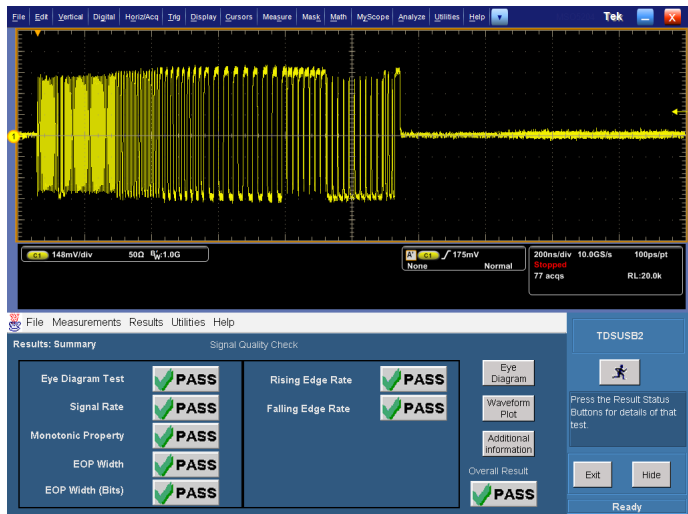 File Edit Vertical Digital Horiz/Acq Trig Display Cursors Measure Mask Math MyScope Analyze Utilities Help Tek
1
C1 148mV/div 50Ω BW:1.0G
A' C1 175mV
None Normal
200ns/div 10.0GS/s 100ps/pt
Stopped
77 acqs RL:20.0k
File Measurements Results Utilities Help
Results: Summary Signal Quality Check
Eye Diagram Test PASS
Signal Rate PASS
Monotonic Property PASS
EOP Width PASS
EOP Width (Bits) PASS
Rising Edge Rate PASS
Falling Edge Rate PASS
Eye
Diagram
Waveform
Plot
Additional
information
Overall Result
PASS
TDSUSB2
Press the Result Status
Buttons for details of that
test.
Exit Hide
Ready